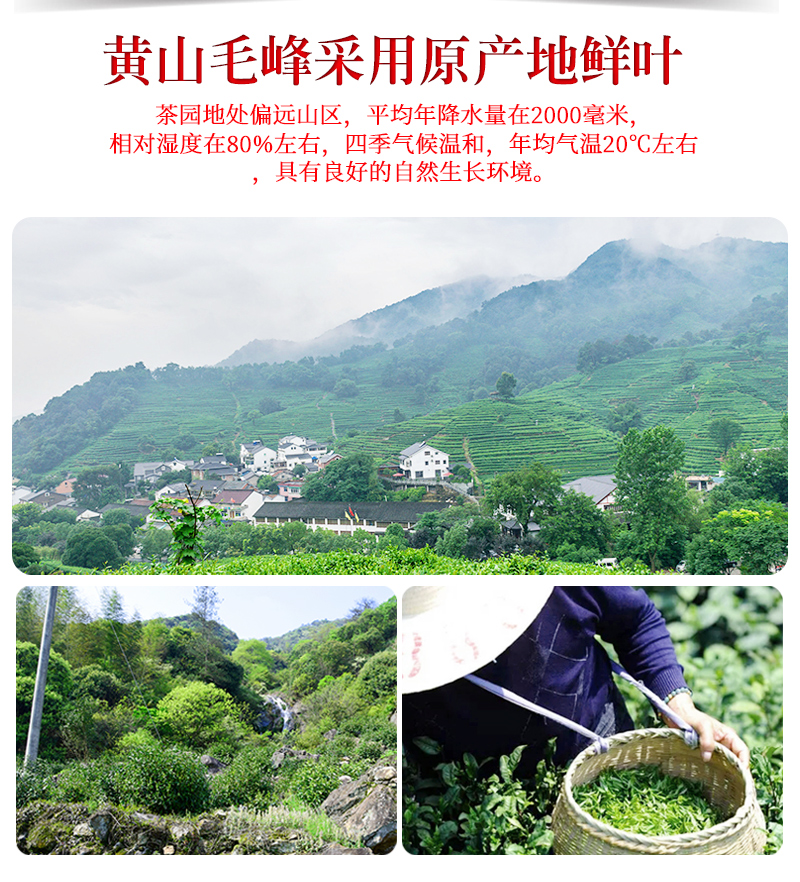 黄山毛峰采用原产地鲜叶
茶园地处偏远山区，平均年降水量在2000毫米，
相对湿度在80%左右，四季气候温和，年均气温20℃左右
，具有良好的自然生长环境。